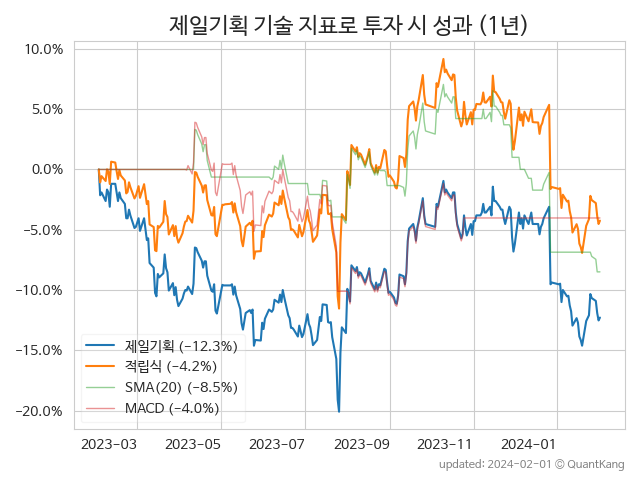 제일기획 기술 지표로 투자 시 성과 (1년)
10.0%
5.0%
0.0%
−5.0%
−10.0%
−15.0%
−20.0%
제일기획 (−12.3%)
적립식 (−4.2%)
SMA(20) (−8.5%)
MACD (−4.0%)
2023-03 2023-05 2023-07 2023-09 2023-11 2024-01
updated: 2024-02-01 © QuantKang